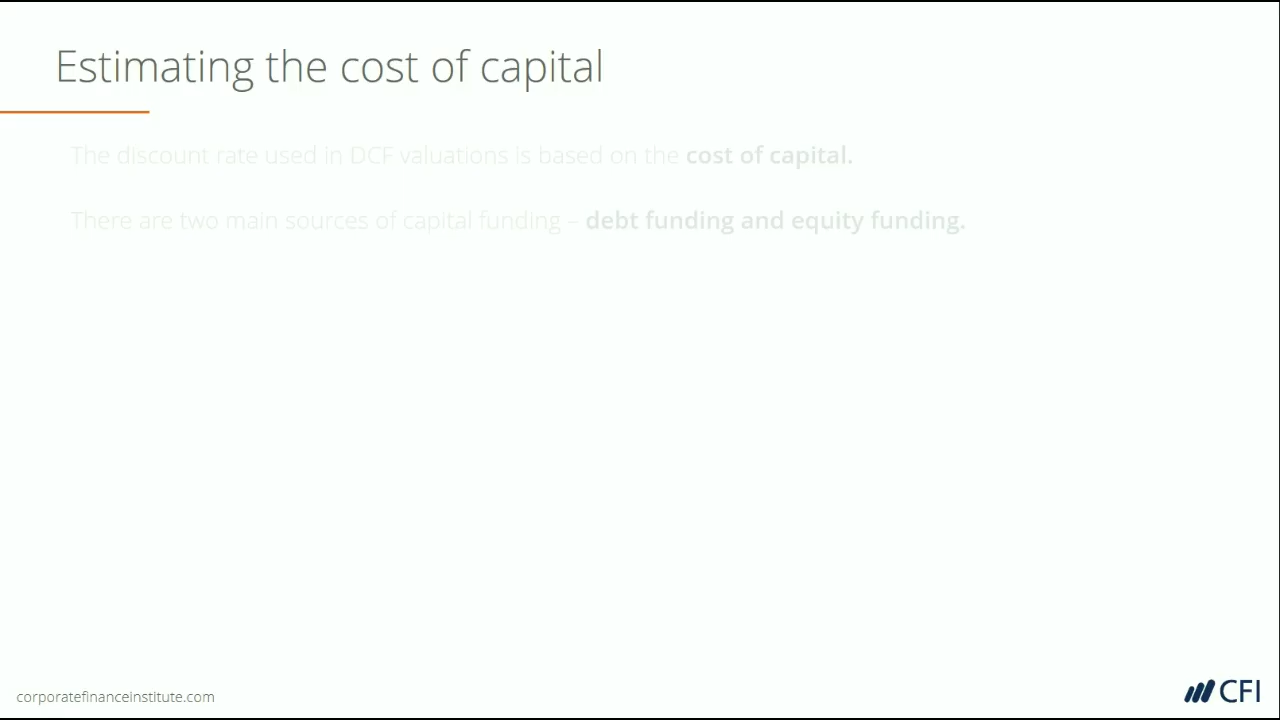 Estimating the cost of capital
The discount rate used in DCF valuations is based on the cost of capital.
There are two main sources of capital funding – debt funding and equity funding.
corporatefinanceinstitute.com
CFI